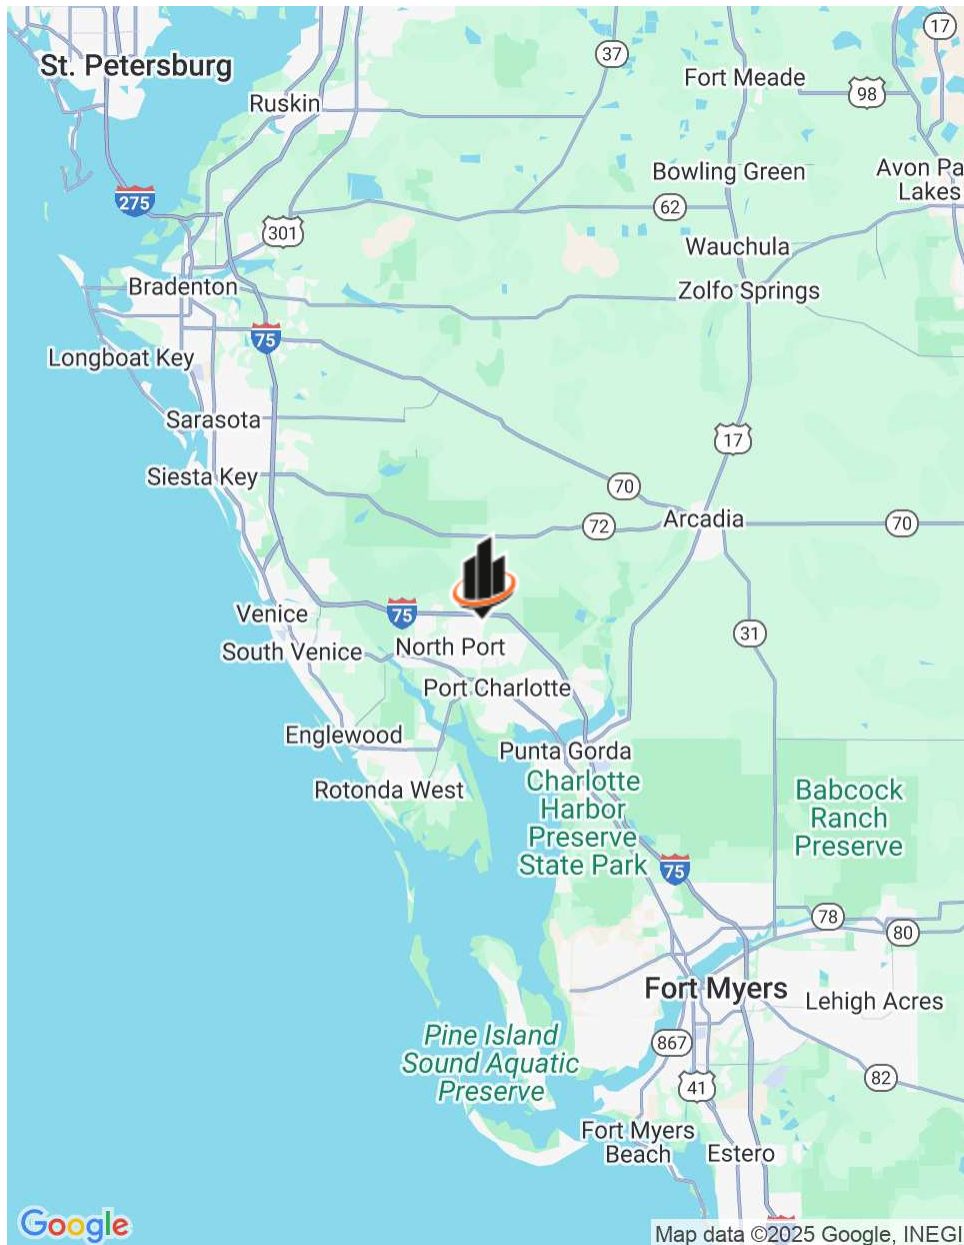 17
37
St. Petersburg
Fort Meade
98
Ruskin
Bowling Green
Avon Pa
Lakes
275
62
301
Wauchula
Bradenton
Zolfo Springs
75
Longboat Key
Sarasota
17
Siesta Key
70
Arcadia
72
70
Venice
75
31
North Port
South Venice
Port Charlotte
Englewood
Punta Gorda
Rotonda West
Charlotte
Harbor
Preserve
State Park
Babcock
Ranch
Preserve
75
78
80
Fort Myers
Lehigh Acres
Pine Island
Sound Aquatic
Preserve
867
82
41
Fort Myers
Beach
Estero
Google
Map data ©2025 Google, INEGI